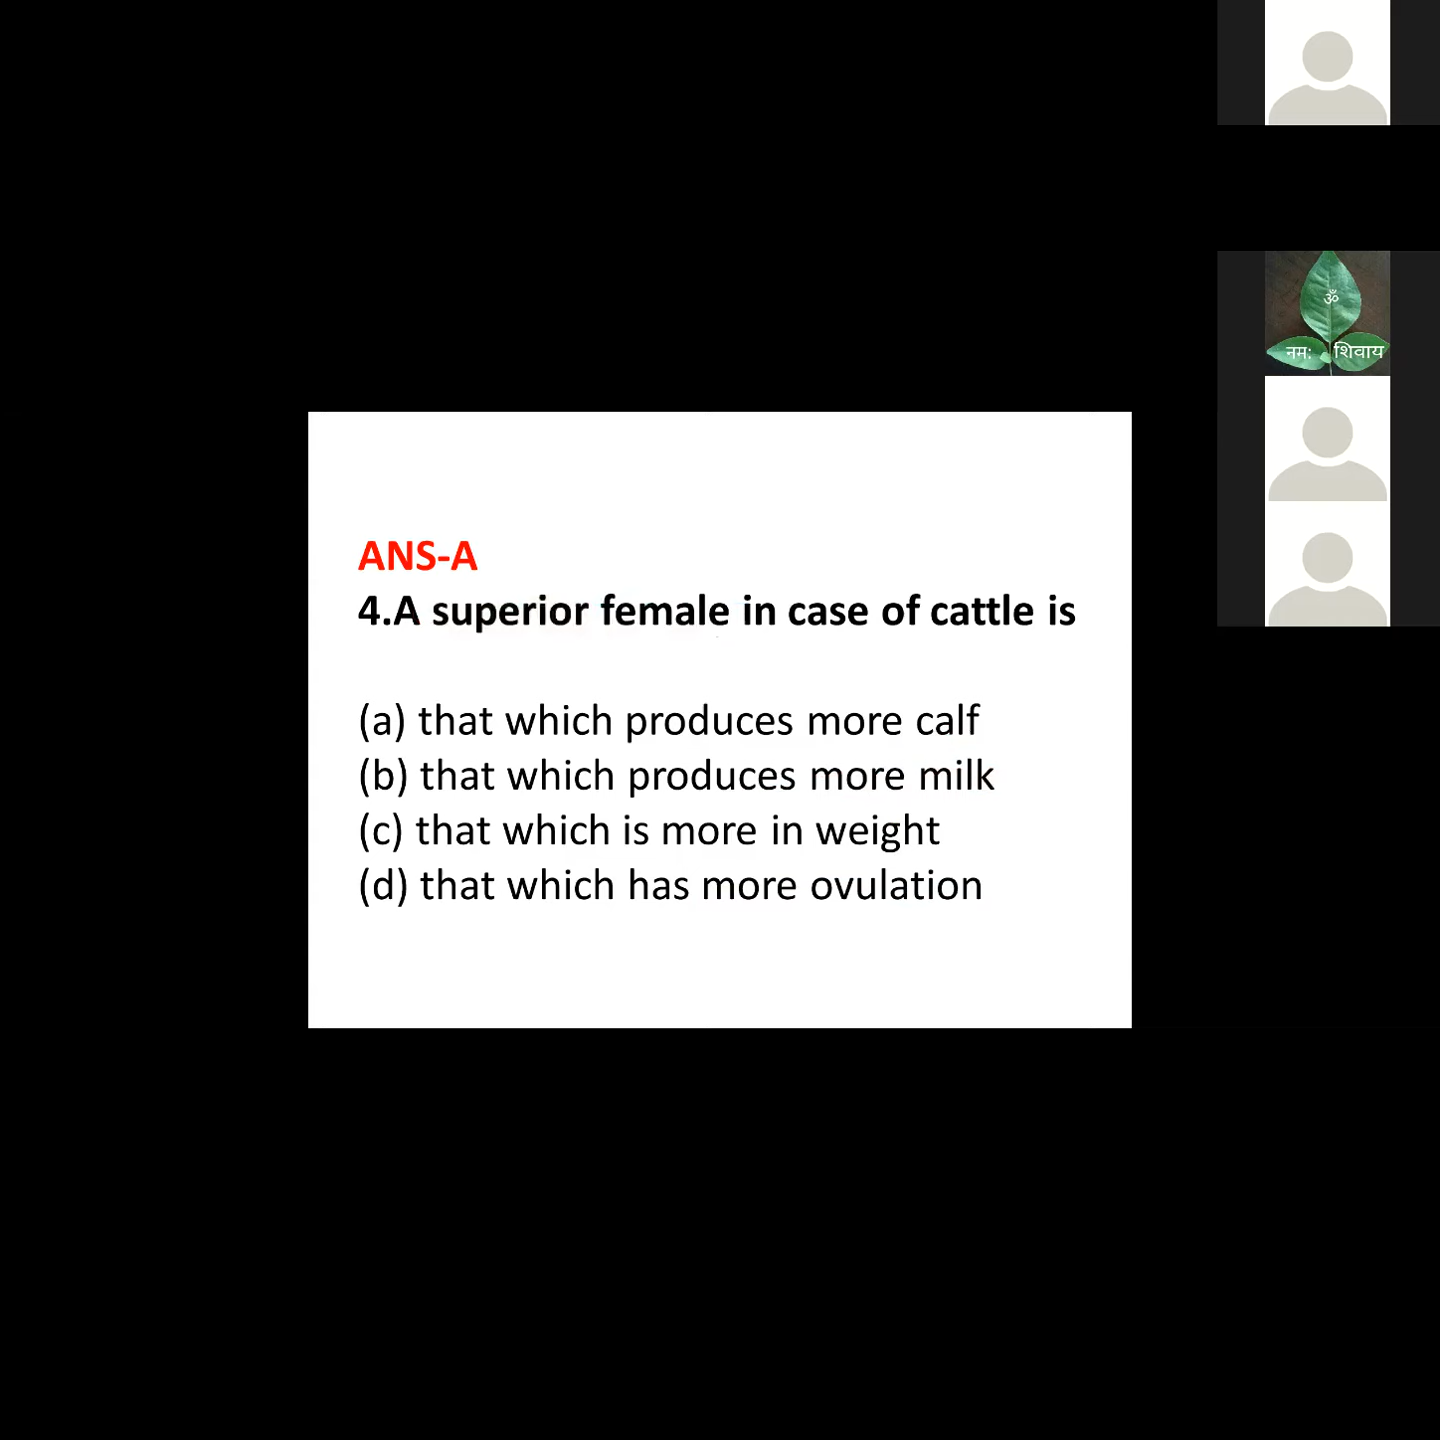 ॐ
नम: शिवाय
ANS-A
4.A superior female in case of cattle is
(a) that which produces more calf
(b) that which produces more milk
(c) that which is more in weight
(d) that which has more ovulation